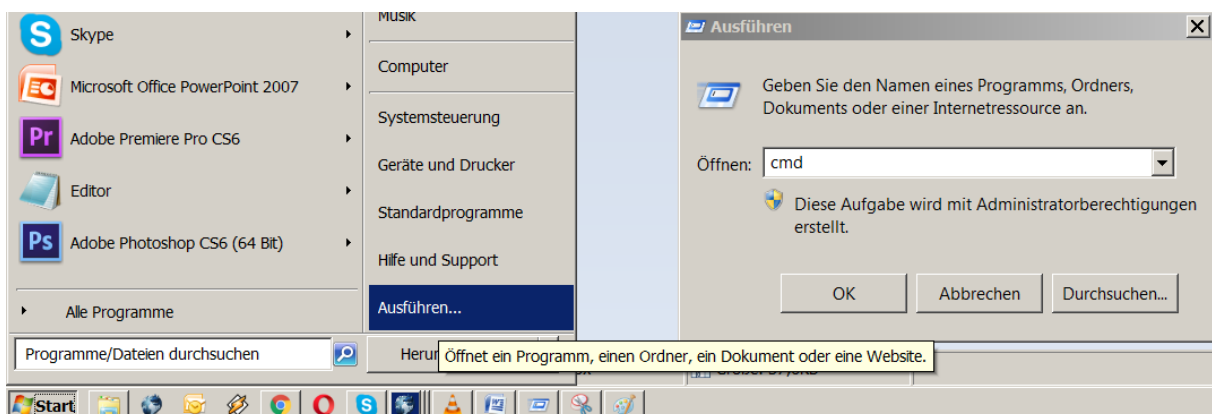 Skype
Microsoft Office PowerPoint 2007
Pr
Adobe Premiere Pro CS6
Editor
Ps
Adobe Photoshop CS6 (64 Bit)
Alle Programme
Programme/Dateien durchsuchen
Musik
Computer
Systemsteuerung
Geräte und Drucker
Standardprogramme
Hilfe und Support
Ausführen...
Öffnet ein Programm, einen Ordner, ein Dokument oder eine Website.
Ausführen
Geben Sie den Namen eines Programms, Ordners,
Dokuments oder einer Internetressource an.
Öffnen: cmd
Diese Aufgabe wird mit Administratorberechtigungen
erstellt.
OK Abbrechen Durchsuchen...
Start